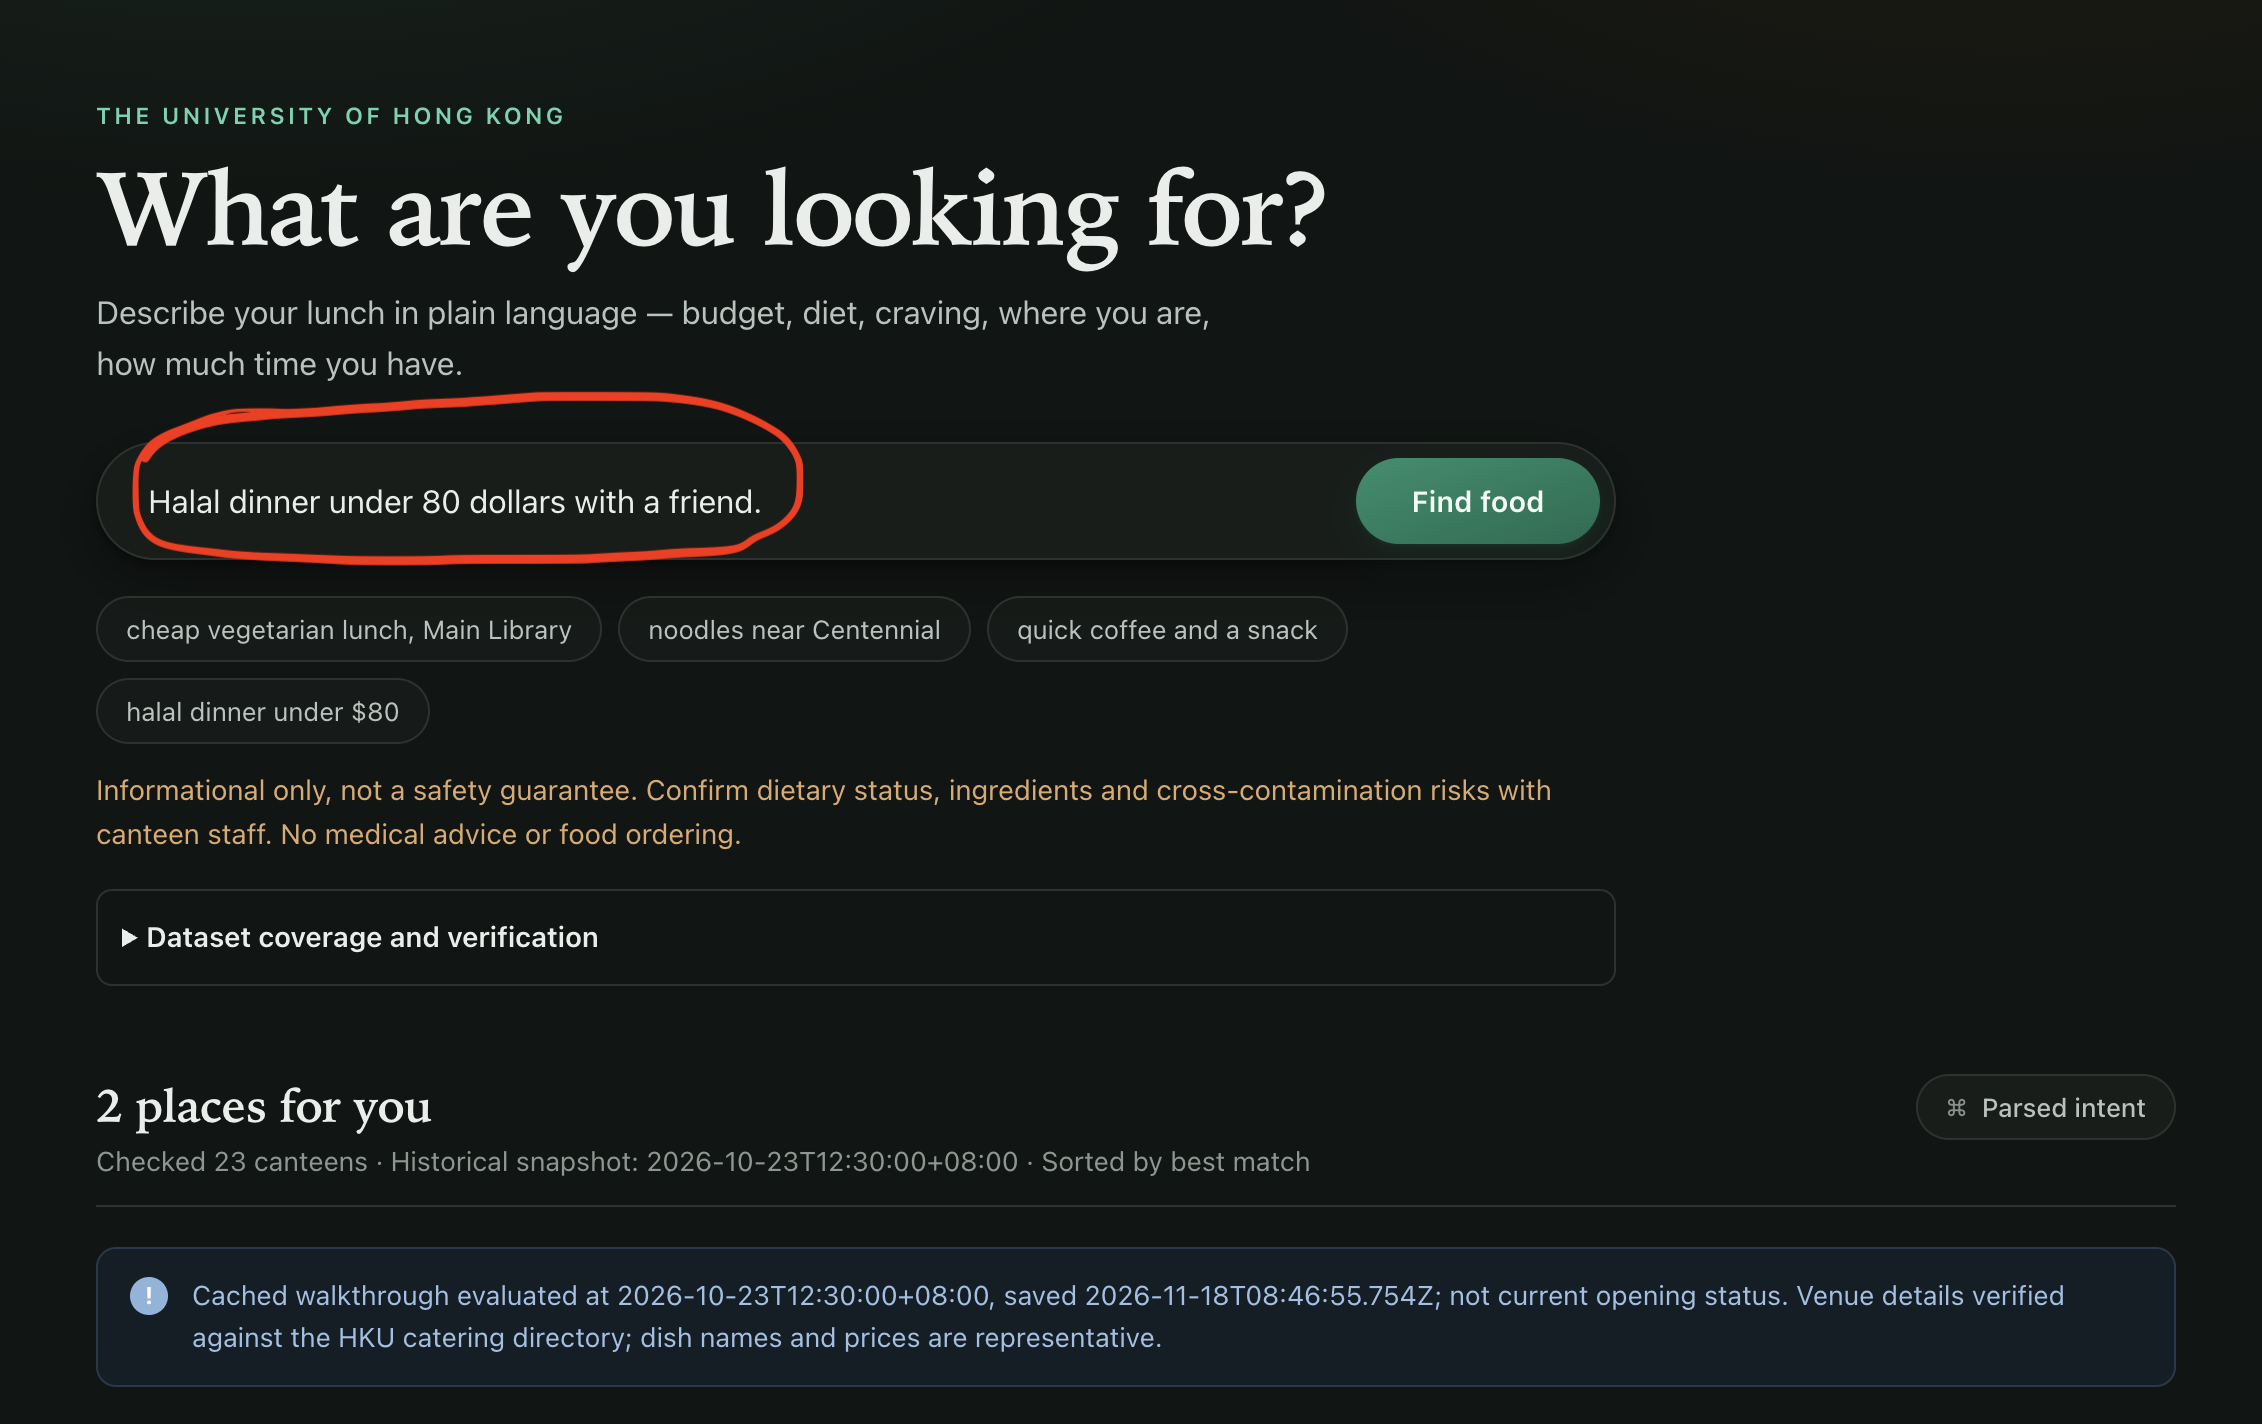 THE UNIVERSITY OF HONG KONG
What are you looking for?
Describe your lunch in plain language — budget, diet, craving, where you are,
how much time you have.
Halal dinner under 80 dollars with a friend.
Find food
cheap vegetarian lunch, Main Library
noodles near Centennial
quick coffee and a snack
halal dinner under $80
Informational only, not a safety guarantee. Confirm dietary status, ingredients and cross-contamination risks with
canteen staff. No medical advice or food ordering.
▶ Dataset coverage and verification
2 places for you
⌘ Parsed intent
Checked 23 canteens · Historical snapshot: 2026-10-23T12:30:00+08:00 · Sorted by best match
! Cached walkthrough evaluated at 2026-10-23T12:30:00+08:00, saved 2026-11-18T08:46:55.754Z; not current opening status. Venue details verified
against the HKU catering directory; dish names and prices are representative.